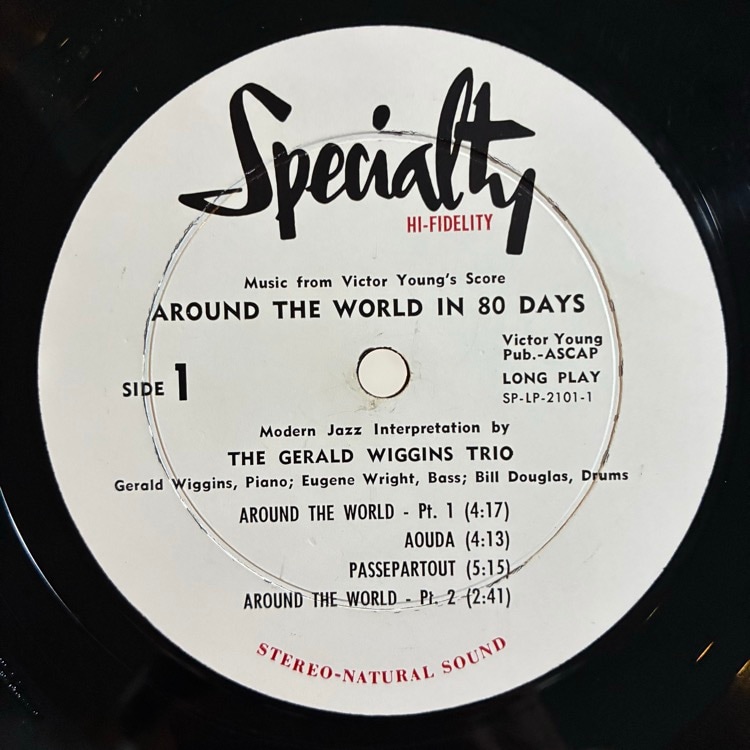 Specialty
HI-FIDELITY
Music from Victor Young's Score
AROUND THE WORLD IN 80 DAYS
Victor Young
Pub.-ASCAP
SIDE 1
LONG PLAY
SP-LP-2101-1
Modern Jazz Interpretation by
THE GERALD WIGGINS TRIO
Gerald Wiggins, Piano; Eugene Wright, Bass; Bill Douglas, Drums
AROUND THE WORLD - Pt. 1 (4:17)
AOUDA (4:13)
PASSEPARTOUT (5:15)
AROUND THE WORLD - Pt. 2 (2:41)
STEREO-NATURAL SOUND